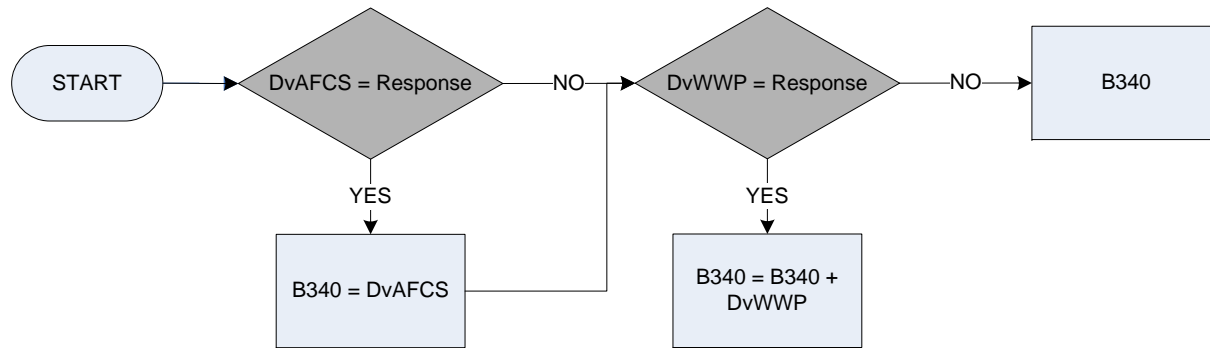 START
DvAFCS = Response
NO
DvWWP = Response
NO
B340
YES
YES
B340 = DvAFCS
B340 = B340 +
DvWWP